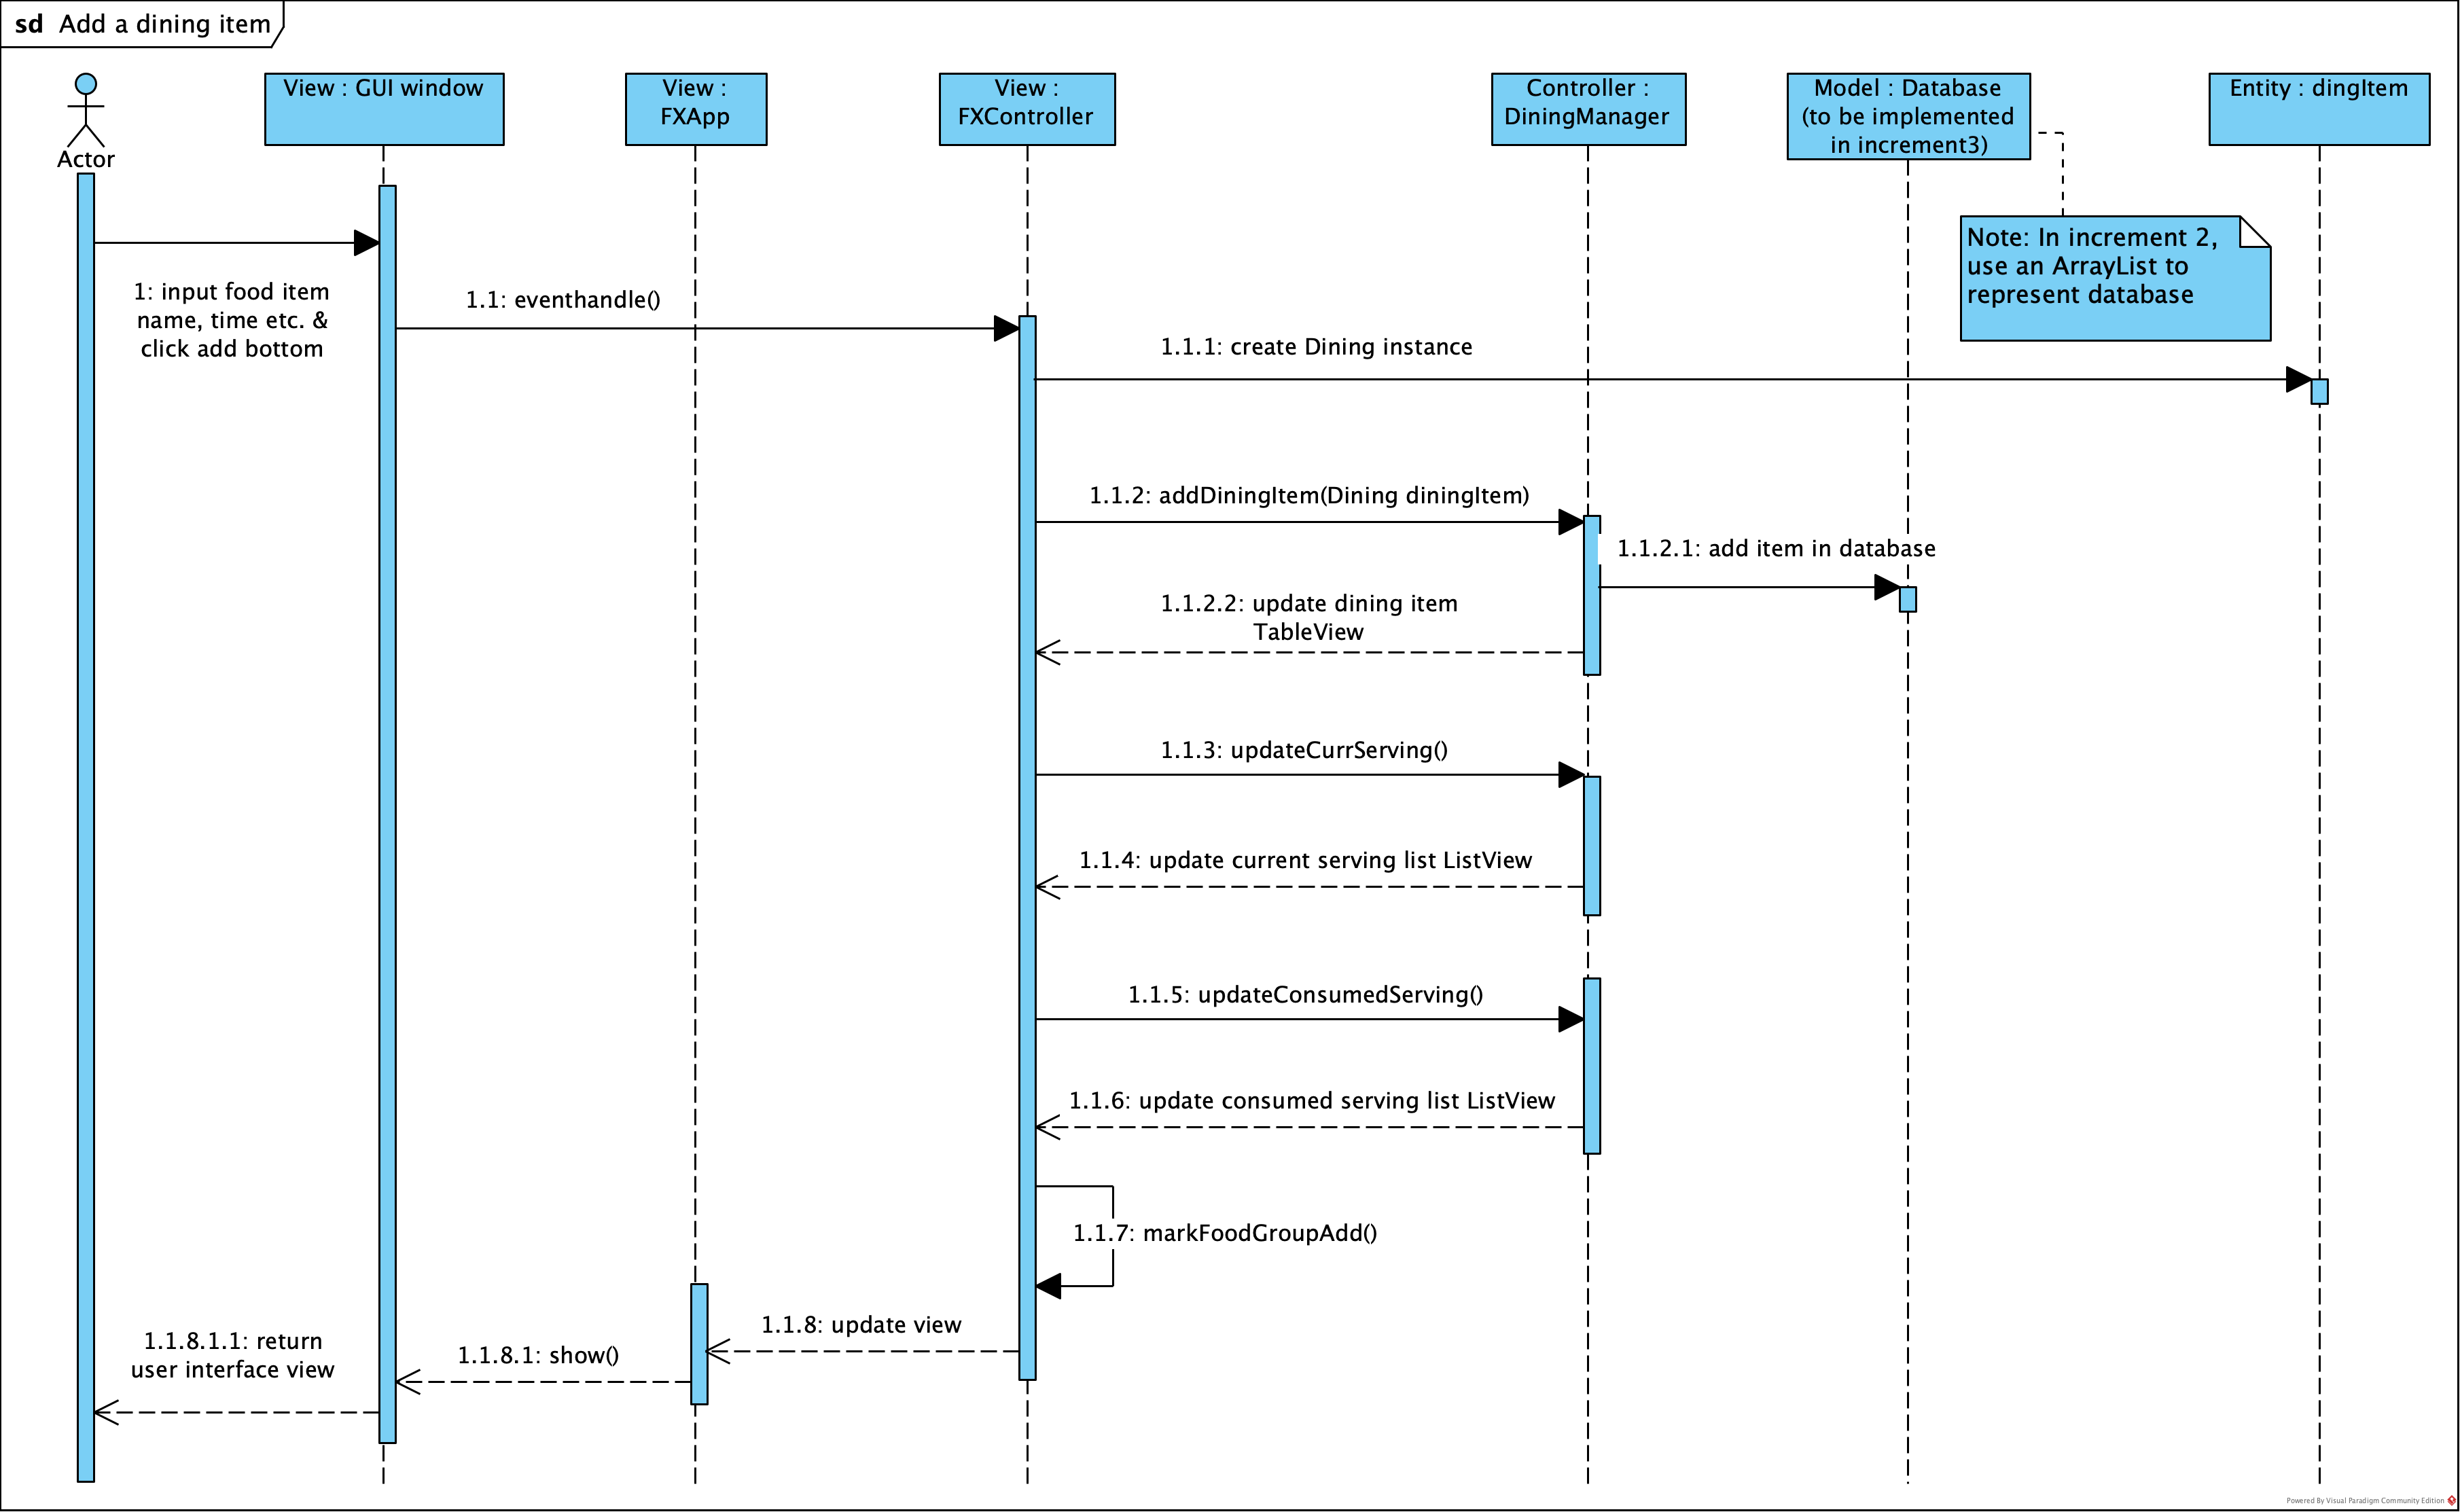 sd Add a dining item
Actor
View : GUI window
View :
FXApp
View :
FXController
Controller :
DiningManager
Model : Database
(to be implemented
in increment3)
Entity : dingItem
Note: In increment 2,
use an ArrayList to
represent database
1: input food item
name, time etc. &
click add bottom
1.1: eventhandle()
1.1.1: create Dining instance
1.1.2: addDiningItem(Dining diningItem)
1.1.2.1: add item in database
1.1.2.2: update dining item
TableView
1.1.3: updateCurrServing()
1.1.4: update current serving list ListView
1.1.5: updateConsumedServing()
1.1.6: update consumed serving list ListView
1.1.7: markFoodGroupAdd()
1.1.8: update view
1.1.8.1: show()
1.1.8.1.1: return
user interface view
Powered By Visual Paradigm Community Edition